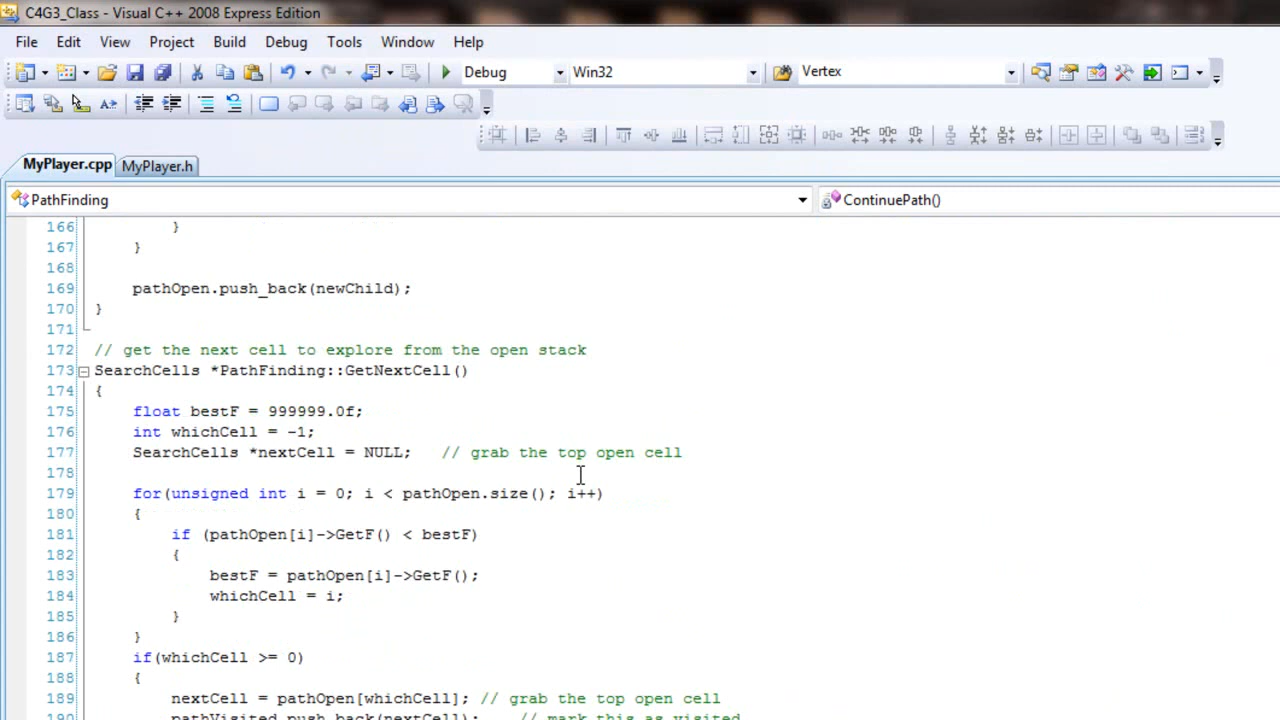 C4G3_Class - Visual C++ 2008 Express Edition
File Edit View Project Build Debug Tools Window Help
Debug Win32 Vertex
MyPlayer.cpp MyPlayer.h
PathFinding ContinuePath()
166 }
167 }
168
169 pathOpen.push_back(newChild);
170 }
171
172 // get the next cell to explore from the open stack
173 SearchCells *PathFinding::GetNextCell()
174 {
175 float bestF = 999999.0f;
176 int whichCell = -1;
177 SearchCells *nextCell = NULL; // grab the top open cell
178
179 for(unsigned int i = 0; i < pathOpen.size(); i++)
180 {
181 if (pathOpen[i]->GetF() < bestF)
182 {
183 bestF = pathOpen[i]->GetF();
184 whichCell = i;
185 }
186 }
187 if(whichCell >= 0)
188 {
189 nextCell = pathOpen[whichCell]; // grab the top open cell
190 pathVisited.push_back(nextCell); // mark this as visited